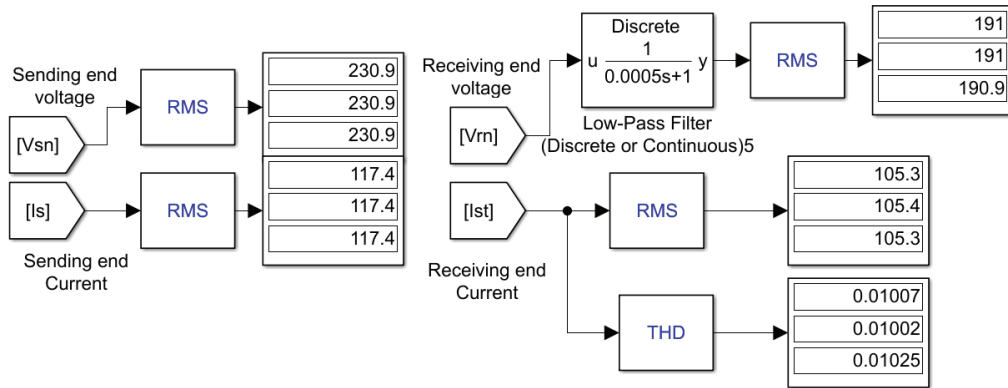 Sending end
voltage
[Vsn]
RMS
230.9
230.9
230.9
[Is]
RMS
117.4
117.4
117.4
Sending end
Current
Receiving end
voltage
[Vrn]
Discrete
u 1 y
0.0005s+1
Low-Pass Filter
(Discrete or Continuous)5
RMS
191
191
190.9
[Ist]
RMS
105.3
105.4
105.3
Receiving end
Current
THD
0.01007
0.01002
0.01025